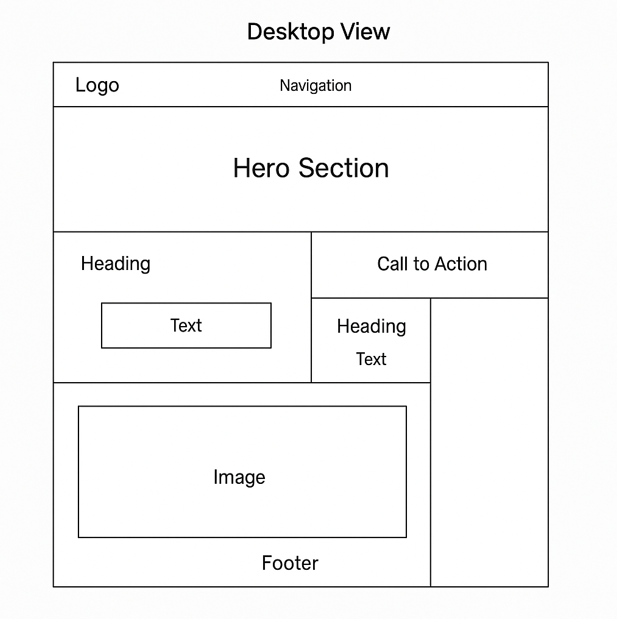 Desktop View
Logo
Navigation
Hero Section
Heading
Text
Call to Action
Heading
Text
Image
Footer